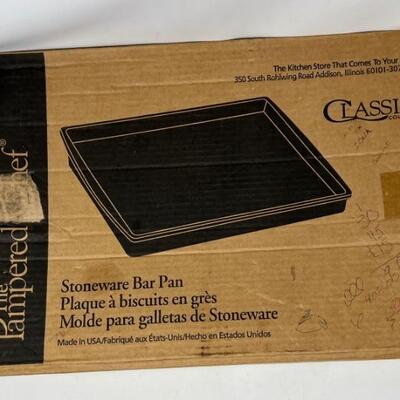 The Kitchen Store That Comes To Your
350 South Rohlwing Road Addison, Illinois 60101-307
CLASSI
The
Pampered Chef®
Stoneware Bar Pan
Plaque à biscuits en grès
Molde para galletas de Stoneware
Made in USA/Fabriqué aux États-Unis/Hecho en Estados Unidos